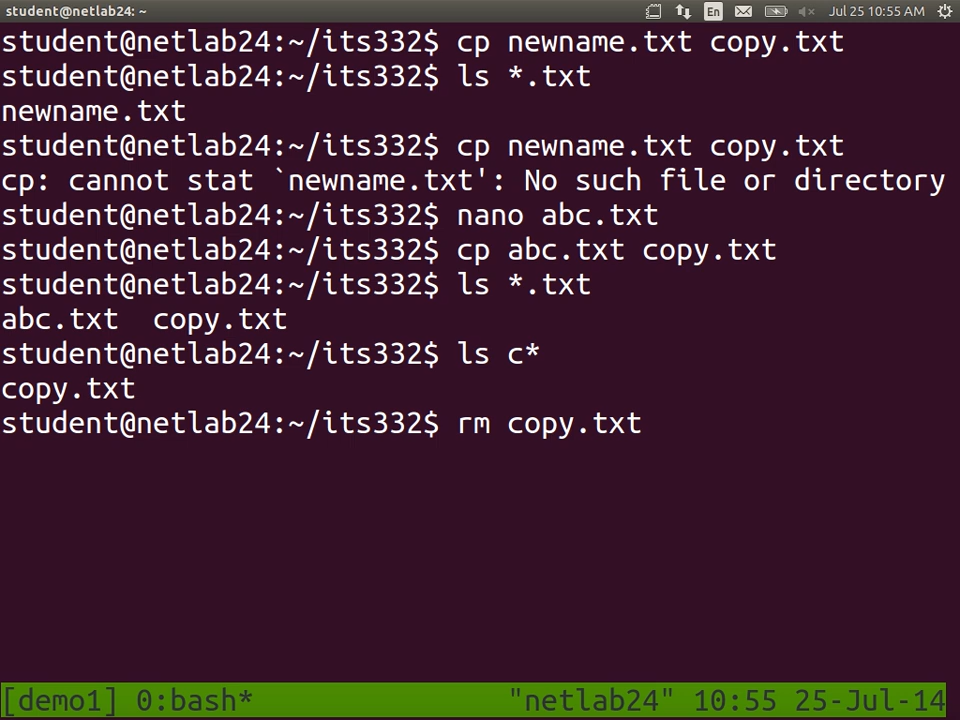 student@netlab24: ~ En Jul 25 10:55 AM
student@netlab24:~/its332$ cp newname.txt copy.txt
student@netlab24:~/its332$ ls *.txt
newname.txt
student@netlab24:~/its332$ cp newname.txt copy.txt
cp: cannot stat `newname.txt': No such file or directory
student@netlab24:~/its332$ nano abc.txt
student@netlab24:~/its332$ cp abc.txt copy.txt
student@netlab24:~/its332$ ls *.txt
abc.txt  copy.txt
student@netlab24:~/its332$ ls c*
copy.txt
student@netlab24:~/its332$ rm copy.txt
[demo1] 0:bash* "netlab24" 10:55 25-Jul-14